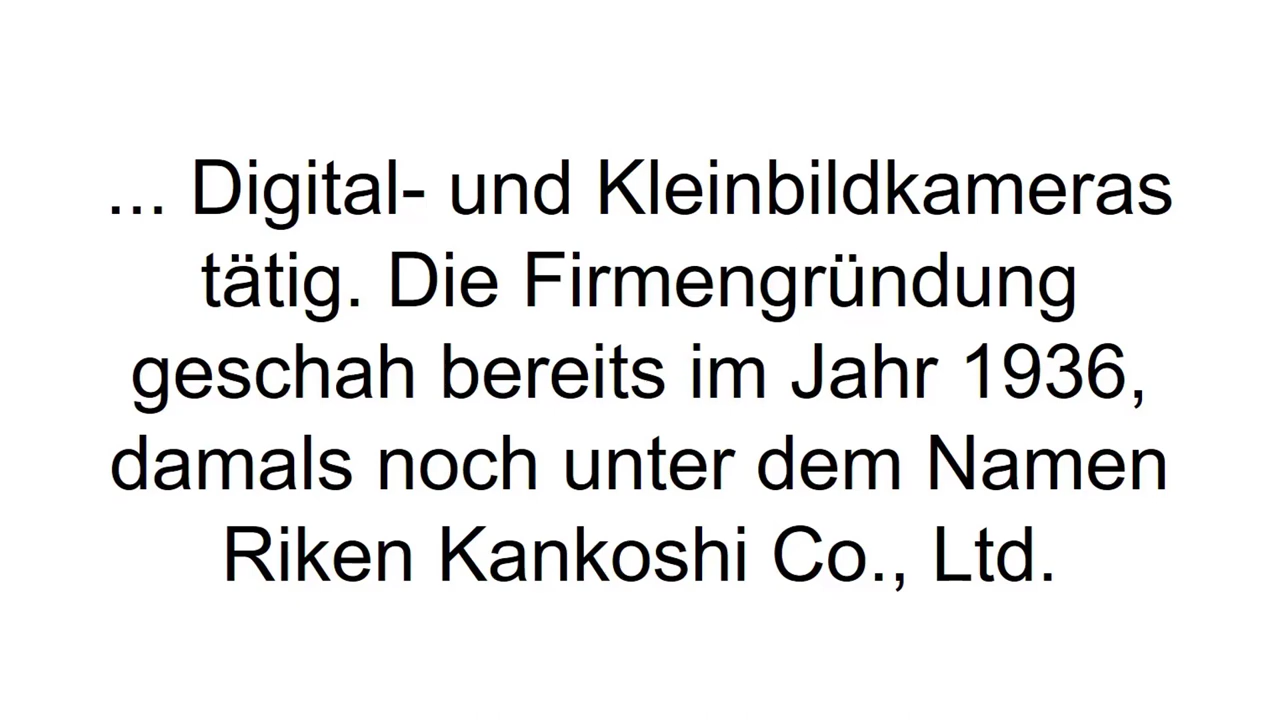 ... Digital- und Kleinbildkameras
tätig. Die Firmengründung
geschah bereits im Jahr 1936,
damals noch unter dem Namen
Riken Kankoshi Co., Ltd.